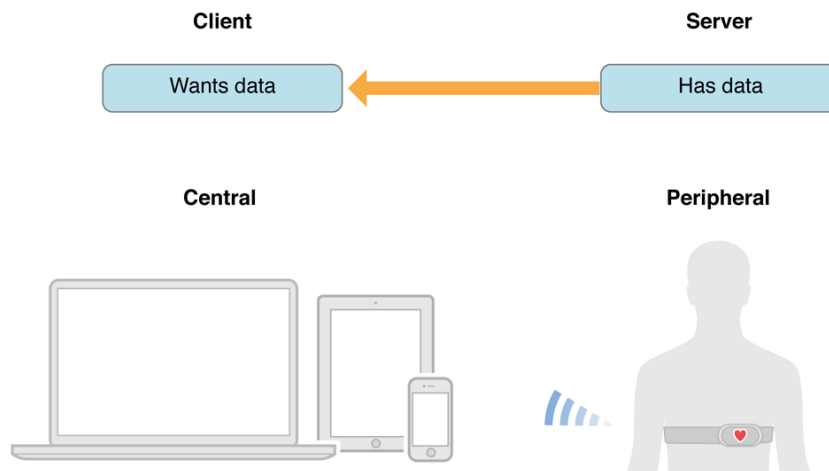 Client
Server
Wants data
Has data
Central
Peripheral